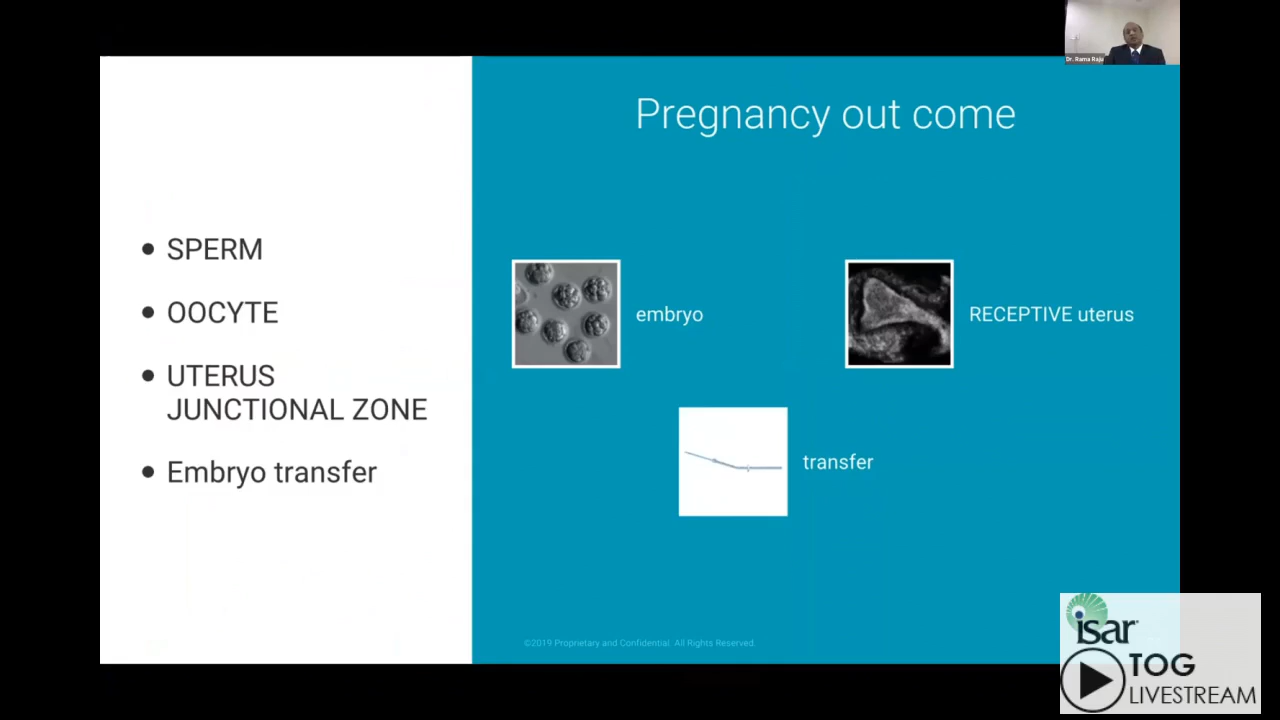 Dr. Rama Raju
Pregnancy out come
• SPERM
• OOCYTE
• UTERUS
JUNCTIONAL ZONE
• Embryo transfer
embryo
RECEPTIVE uterus
transfer
©2019 Proprietary and Confidential. All Rights Reserved.
isar
TOG
LIVESTREAM